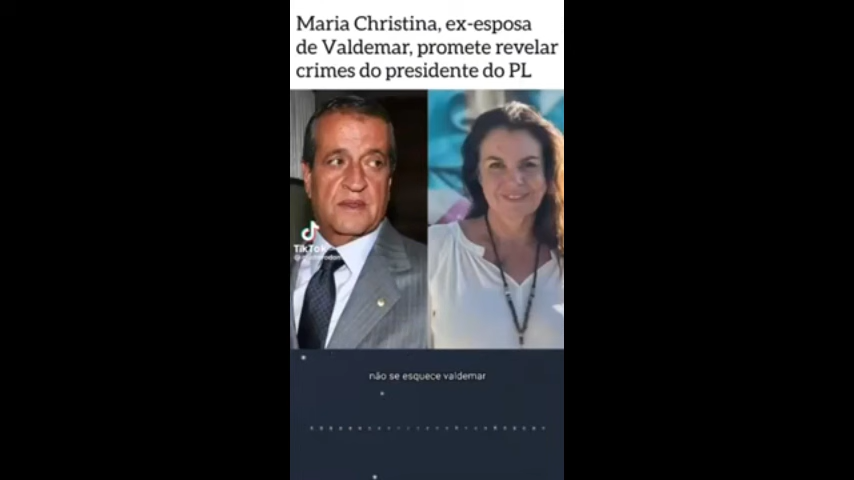 Maria Christina, ex-esposa
de Valdemar, promete revelar
crimes do presidente do PL
TikTok
não se esquece valdemar